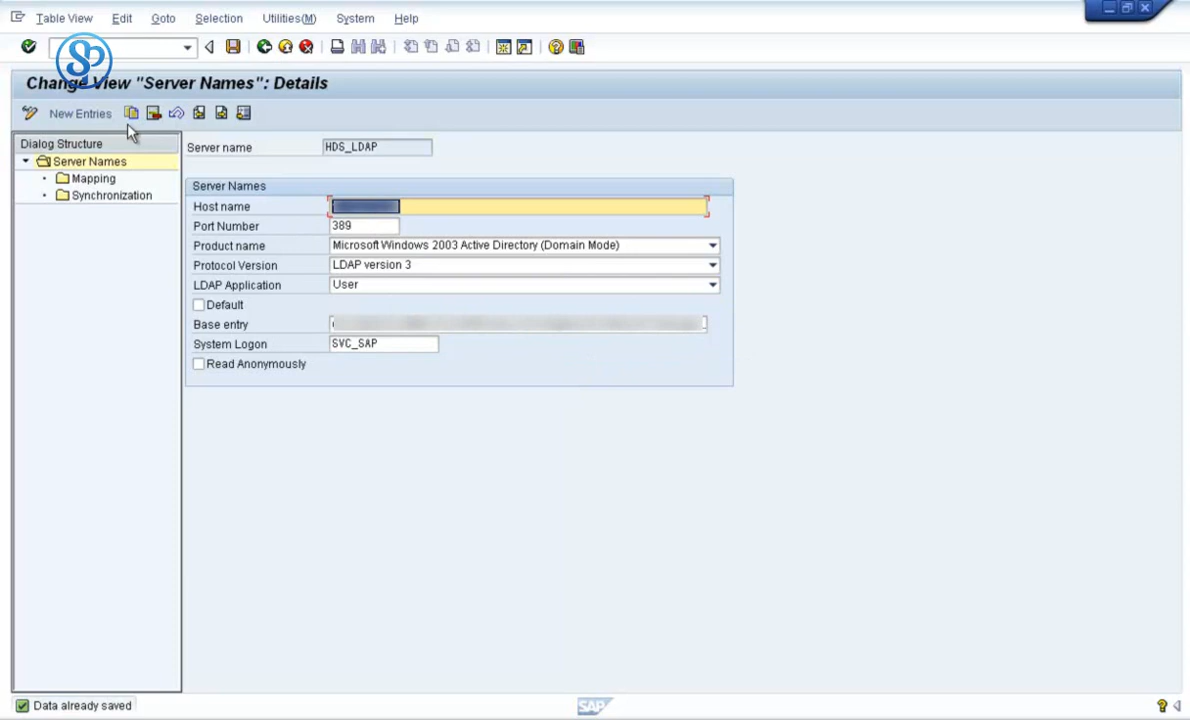 Table View Edit Goto Selection Utilities(M) System Help
SP
Change View "Server Names": Details
New Entries
Dialog Structure
Server Names
Mapping
Synchronization
Server name HDS_LDAP
Server Names
Host name
Port Number 389
Product name Microsoft Windows 2003 Active Directory (Domain Mode)
Protocol Version LDAP version 3
LDAP Application User
Default
Base entry
System Logon SVC_SAP
Read Anonymously
Data already saved
SAP